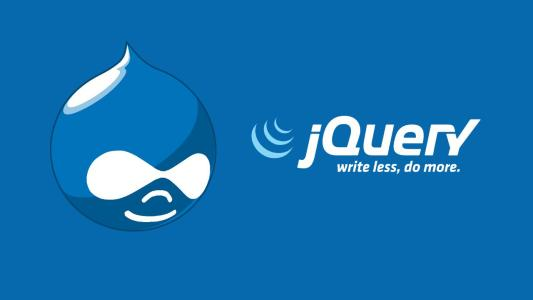 jQuery
write less, do more.